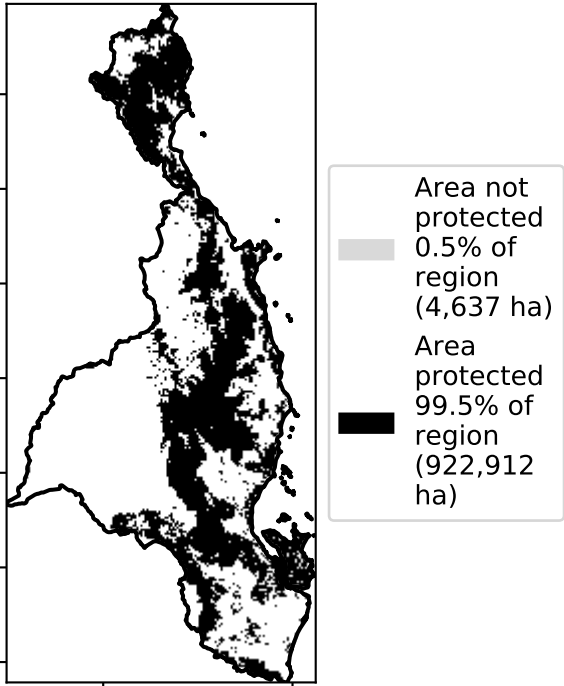 Area not
protected
0.5% of
region
(4,637 ha)
Area
protected
99.5% of
region
(922,912
ha)